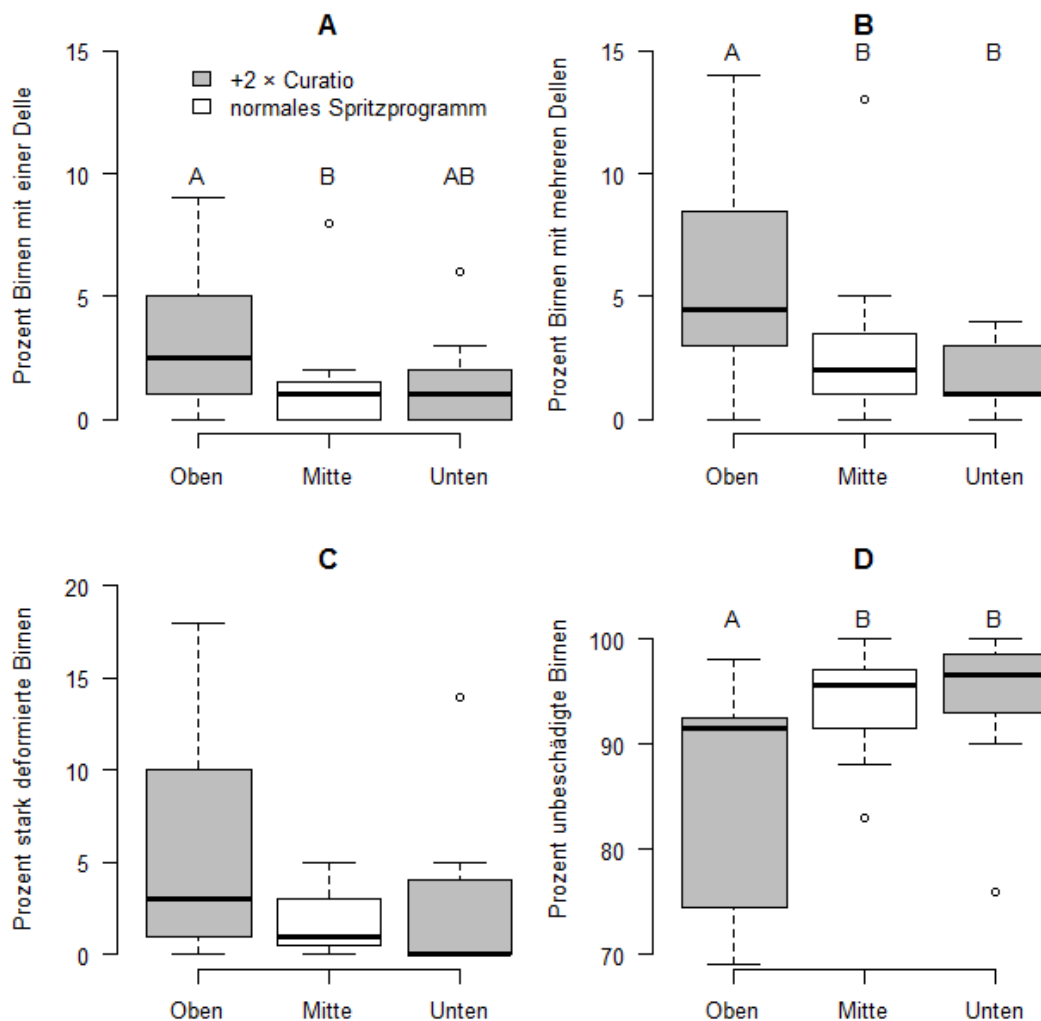 A
Prozent Birnen mit einer Delle
15
10
5
0
+2 × Curatio
normales Spritzprogramm
A B AB
Oben Mitte Unten
B
Prozent Birnen mit mehreren Dellen
15
10
5
0
A B B
Oben Mitte Unten
C
Prozent stark deformierte Birnen
20
15
10
5
0
Oben Mitte Unten
D
Prozent unbeschädigte Birnen
100
90
80
70
A B B
Oben Mitte Unten